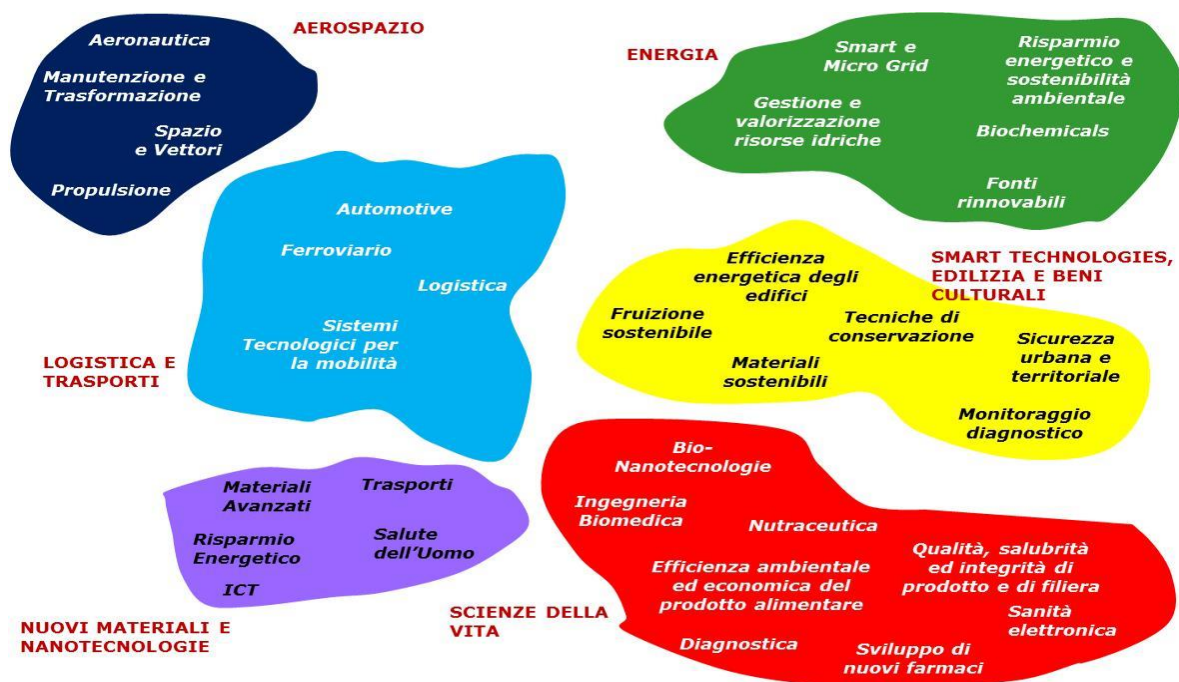 AEROSPAZIO
Aeronautica
Manutenzione e
Trasformazione
Spazio
e Vettori
Propulsione
ENERGIA
Smart e
Micro Grid
Risparmio
energetico e
sostenibilità
ambientale
Gestione e
valorizzazione
risorse idriche
Biochemicals
Fonti
rinnovabili
LOGISTICA E
TRASPORTI
Automotive
Ferroviario
Logistica
Sistemi
Tecnologici per
la mobilità
SMART TECHNOLOGIES,
EDILIZIA E BENI
CULTURALI
Efficienza
energetica degli
edifici
Fruizione
sostenibile
Tecniche di
conservazione
Sicurezza
urbana e
territoriale
Materiali
sostenibili
Monitoraggio
diagnostico
NUOVI MATERIALI E
NANOTECNOLOGIE
Materiali
Avanzati
Trasporti
Risparmio
Energetico
Salute
dell’Uomo
ICT
SCIENZE DELLA
VITA
Bio-
Nanotecnologie
Ingegneria
Biomedica
Nutraceutica
Efficienza ambientale
ed economica del
prodotto alimentare
Qualità, salubrità
ed integrità di
prodotto e di filiera
Sanità
elettronica
Diagnostica
Sviluppo di
nuovi farmaci